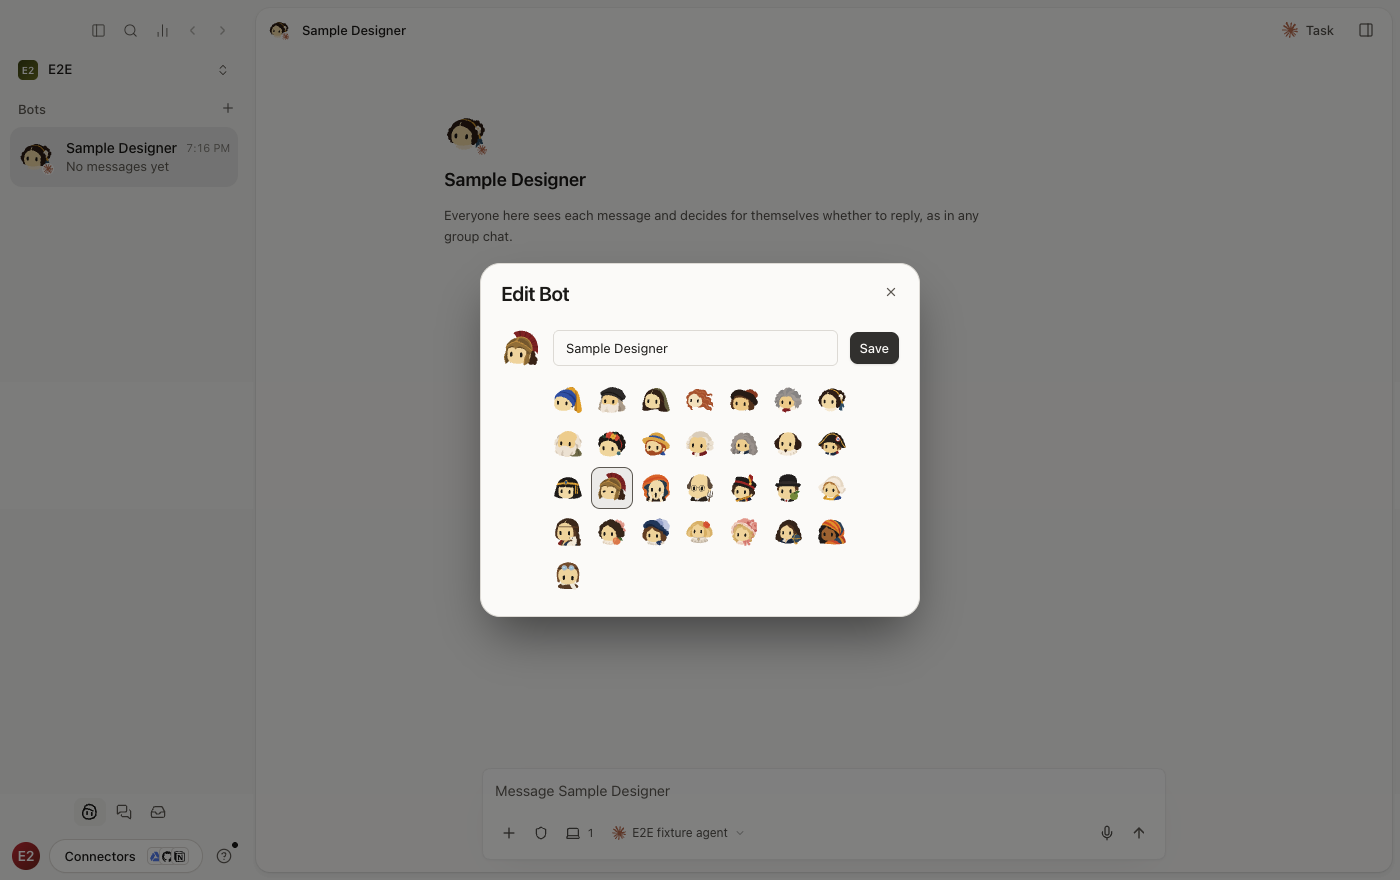 Sample Designer
Task
E2 E2E
Bots
Sample Designer 7:16 PM
No messages yet
Sample Designer
Everyone here sees each message and decides for themselves whether to reply, as in any
group chat.
Edit Bot
Sample Designer
Save
Message Sample Designer
1 E2E fixture agent
E2 Connectors